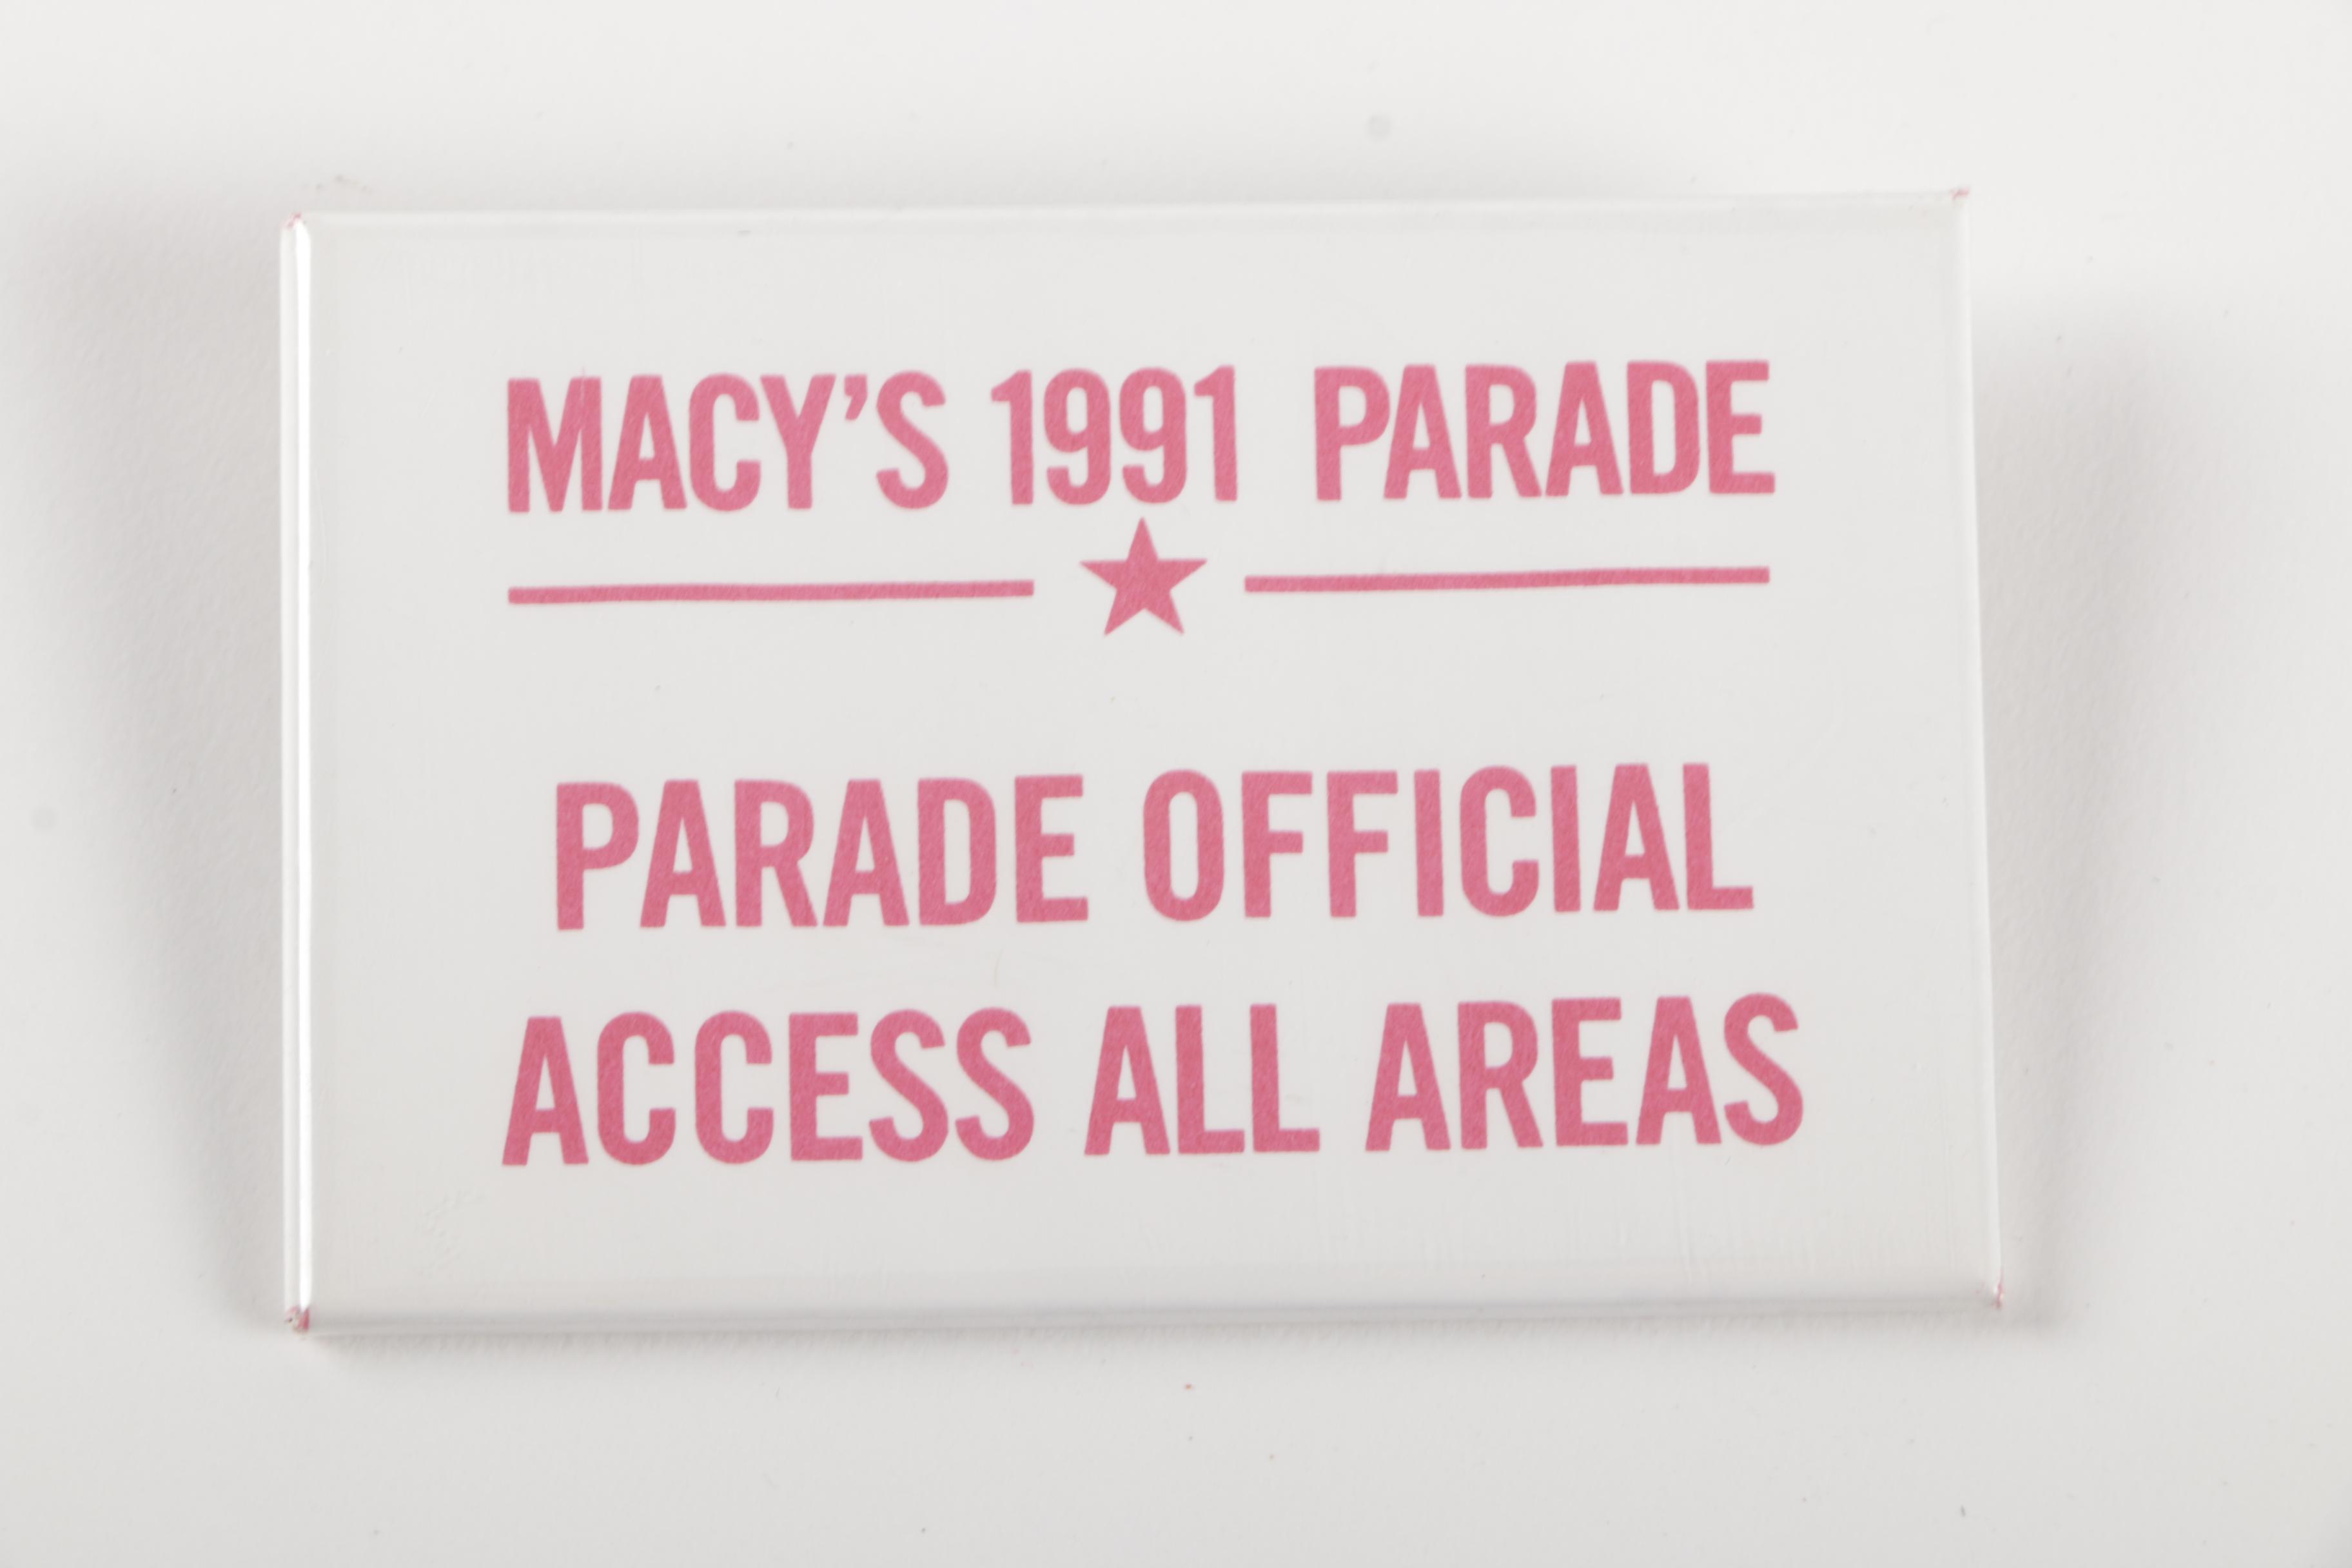 MACY'S 1991 PARADE
PARADE OFFICIAL
ACCESS ALL AREAS